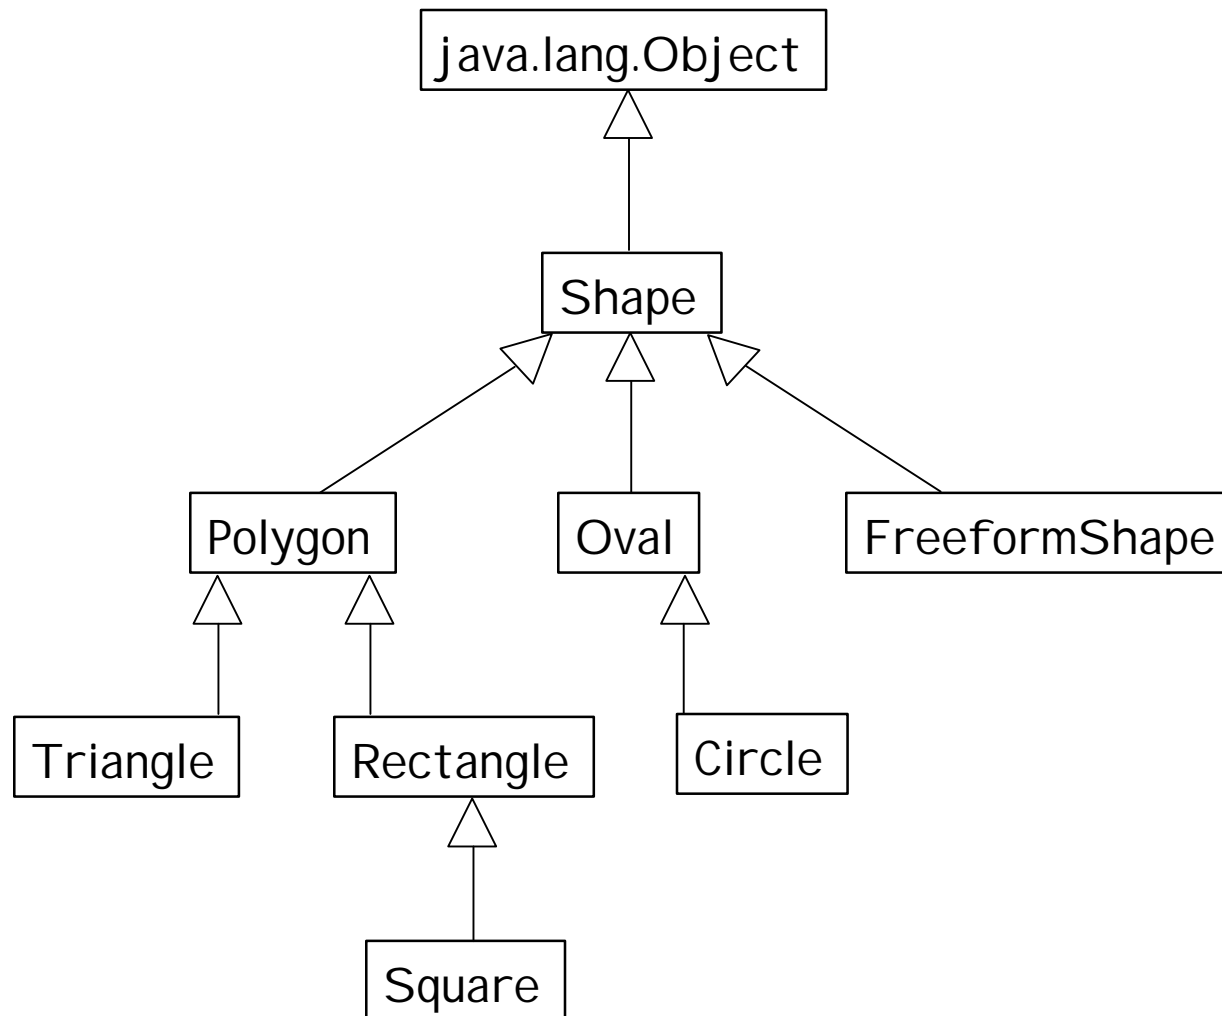 java.lang.Object
Shape
Polygon
Oval
FreeformShape
Triangle
Rectangle
Circle
Square